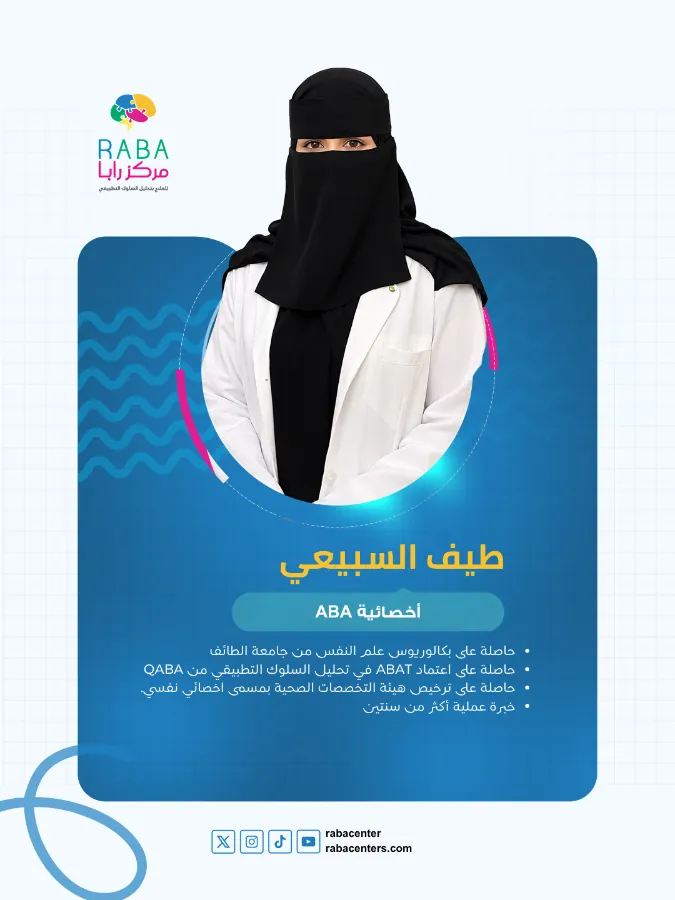 RABA
مركز رابا
للعلاج بتحليل السلوك التطبيقي
طيف السبيعي
أخصائية ABA
حاصلة على بكالوريوس علم النفس من جامعة الطائف
حاصلة على اعتماد ABAT في تحليل السلوك التطبيقي من QABA
حاصلة على ترخيص هيئة التخصصات الصحية بمسمى اخصائي نفسي.
خبرة عملية أكثر من سنتين
rabacenter
rabacenters.com